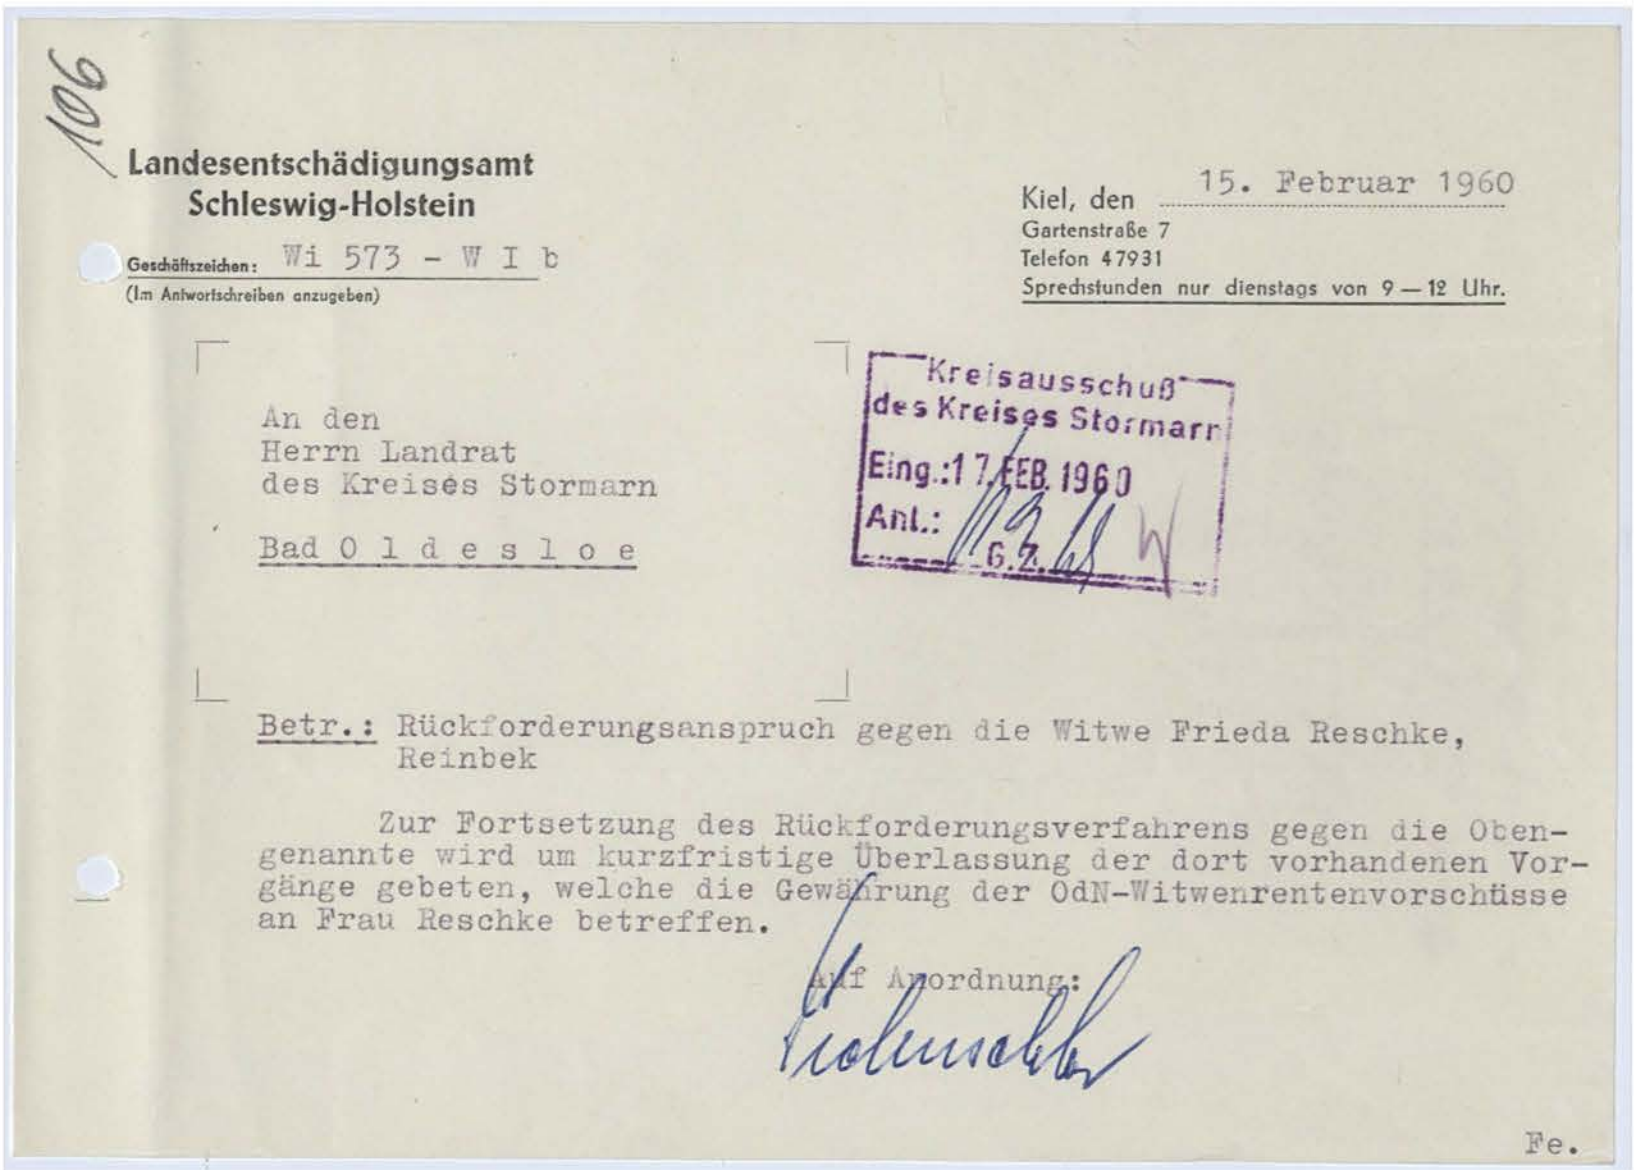 106
Landesentschädigungsamt
Schleswig-Holstein
Geschäftszeichen: Wi 573 - W I b
(Im Antwortschreiben anzugeben)
Kiel, den 15. Februar 1960
Gartenstraße 7
Telefon 47931
Sprechstunden nur dienstags von 9 — 12 Uhr.
An den
Herrn Landrat
des Kreises Stormarn
Bad O l d e s l o e
Kreisausschuß
des Kreises Stormarn
Eing.: 17. FEB. 1960
Anl.:
G.Z.
Betr.: Rückforderungsanspruch gegen die Witwe Frieda Reschke,
Reinbek
Zur Fortsetzung des Rückforderungsverfahrens gegen die Oben-
genannte wird um kurzfristige Überlassung der dort vorhandenen Vor-
gänge gebeten, welche die Gewährung der OdN-Witwenrentenvorschüsse
an Frau Reschke betreffen.
Auf Anordnung:
Fe.